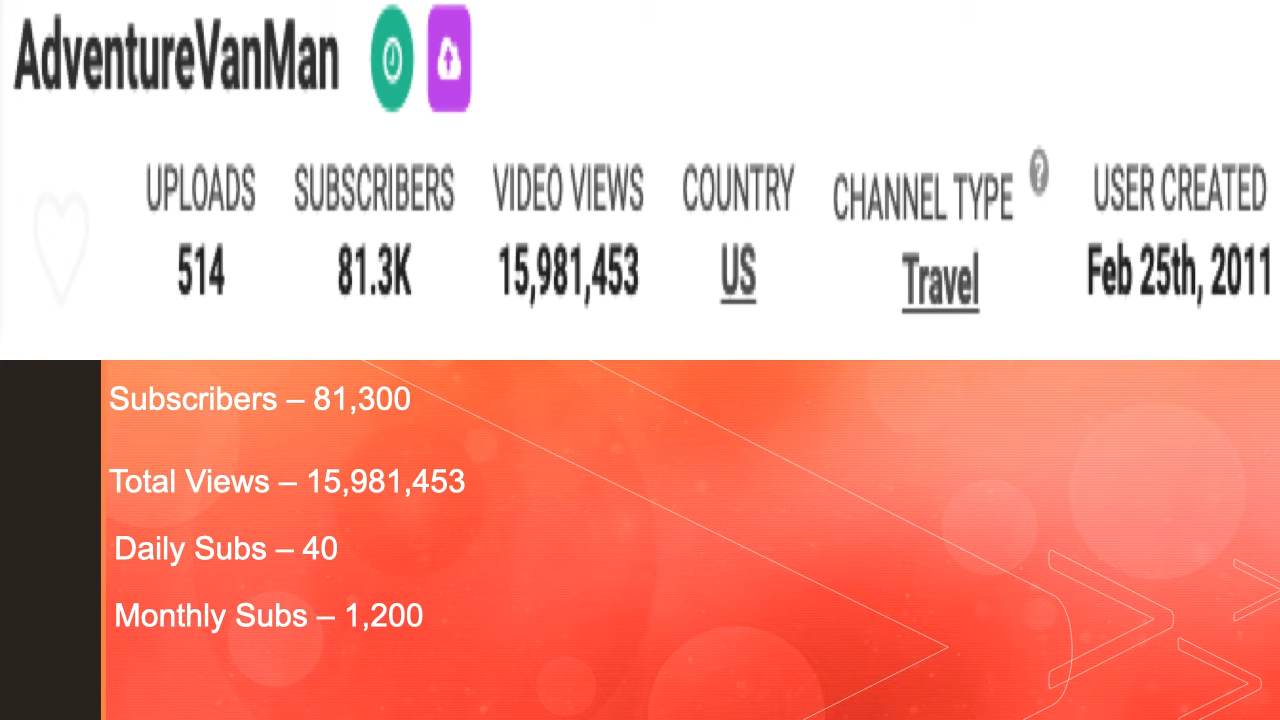 AdventureVanMan
UPLOADS SUBSCRIBERS VIDEO VIEWS COUNTRY CHANNEL TYPE ? USER CREATED
514 81.3K 15,981,453 US Travel Feb 25th, 2011
Subscribers – 81,300
Total Views – 15,981,453
Daily Subs – 40
Monthly Subs – 1,200